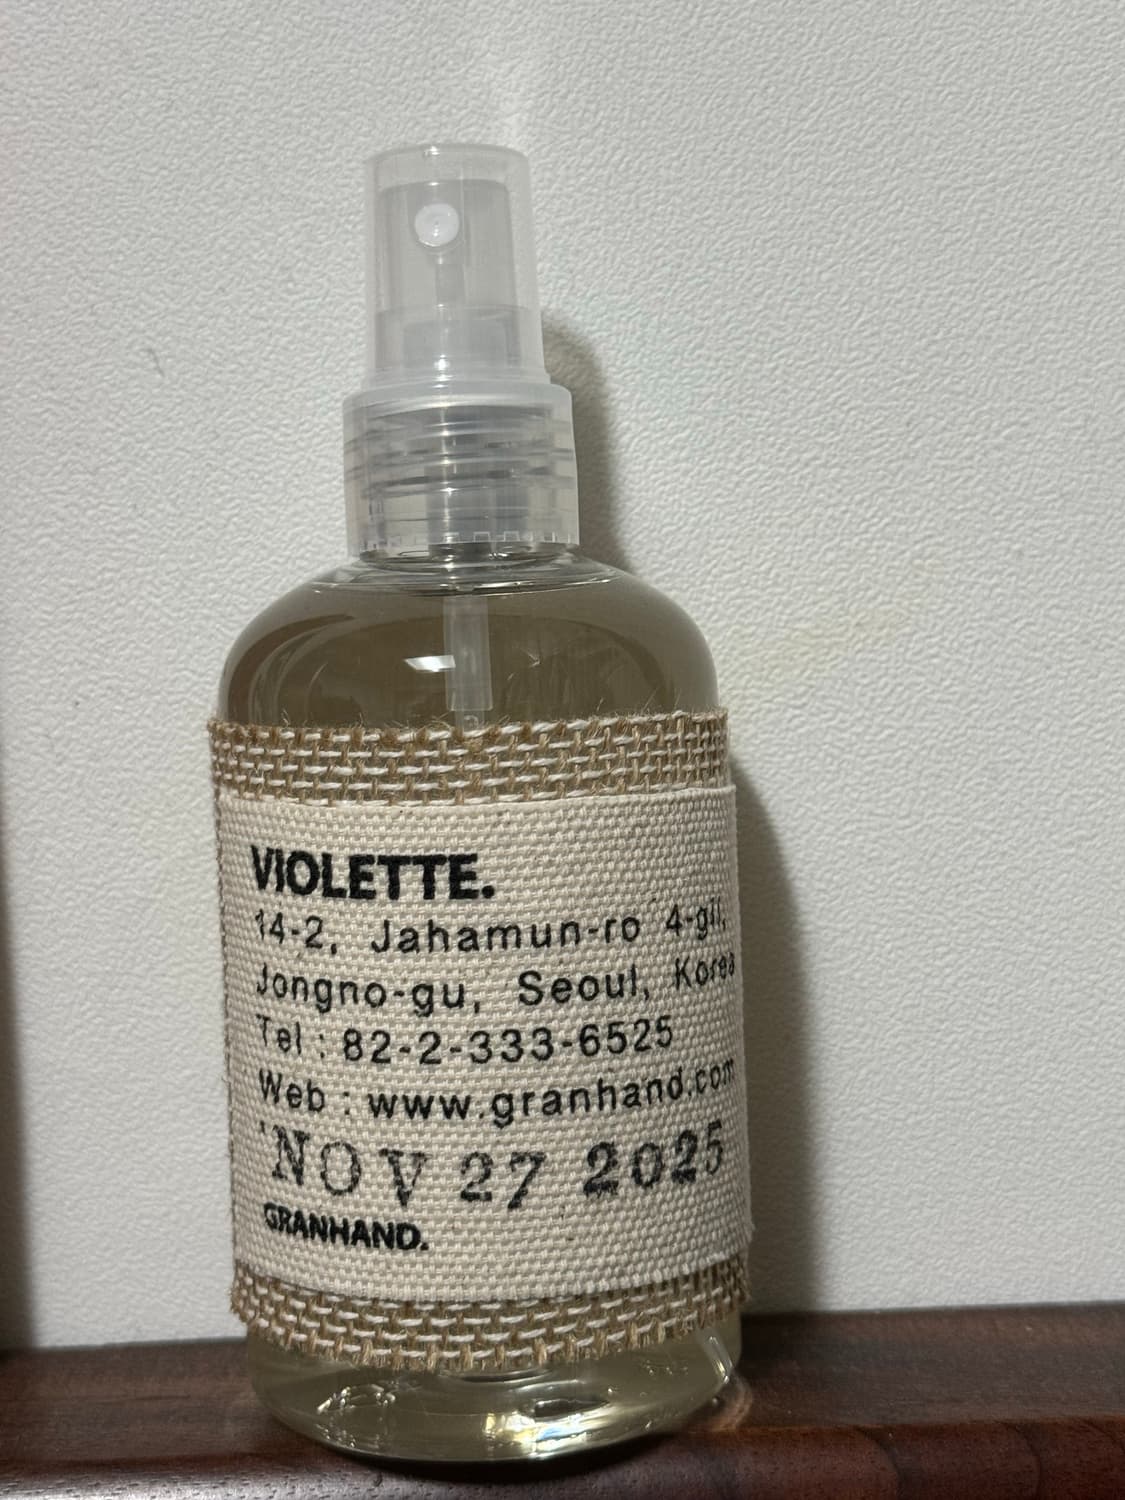 VIOLETTE.
14-2, Jahamun-ro 4-gil,
Jongno-gu, Seoul, Korea
Tel : 82-2-333-6525
Web : www.granhand.com
'NOV 27 2025
GRANHAND.